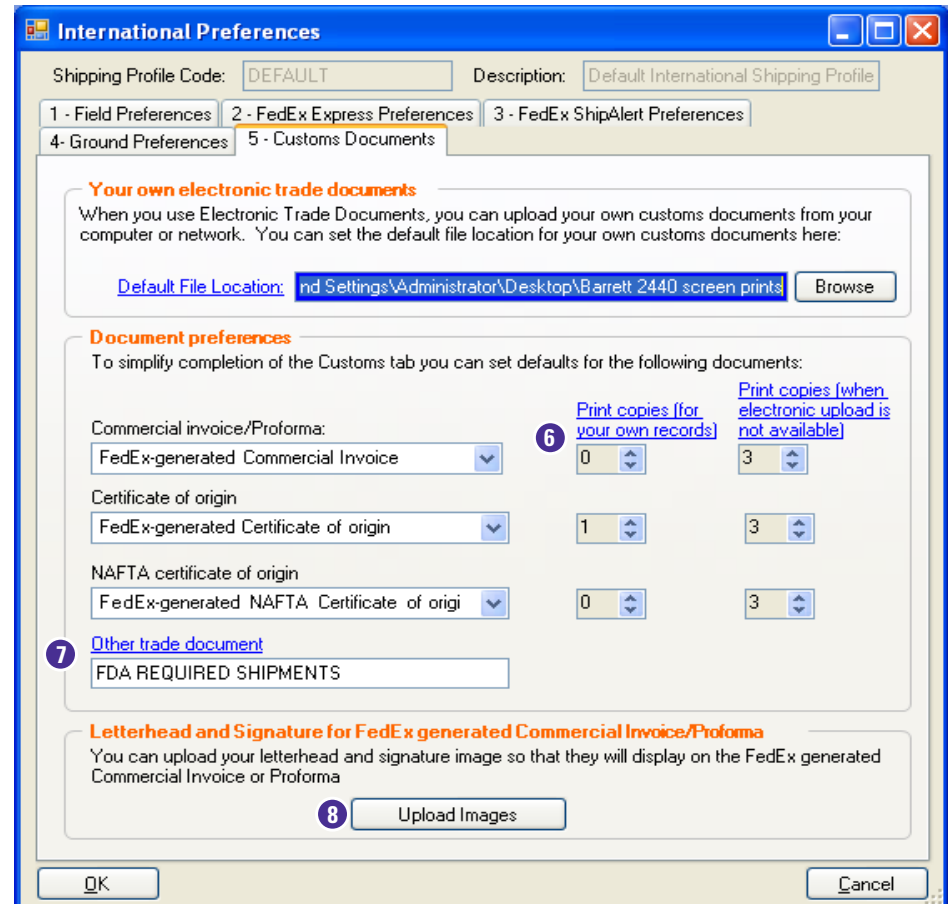 International Preferences
Shipping Profile Code: DEFAULT Description: Default International Shipping Profile
1 - Field Preferences 2 - FedEx Express Preferences 3 - FedEx ShipAlert Preferences
4- Ground Preferences 5 - Customs Documents
Your own electronic trade documents
When you use Electronic Trade Documents, you can upload your own customs documents from your
computer or network. You can set the default file location for your own customs documents here:
Default File Location: nd Settings\Administrator\Desktop\Barrett 2440 screen prints Browse
Document preferences
To simplify completion of the Customs tab you can set defaults for the following documents:
Print copies (for
your own records)
Print copies (when
electronic upload is
not available)
Commercial invoice/Proforma:
6
FedEx-generated Commercial Invoice 0 3
Certificate of origin
FedEx-generated Certificate of origin 1 3
NAFTA certificate of origin
FedEx-generated NAFTA Certificate of origi 0 3
7 Other trade document
FDA REQUIRED SHIPMENTS
Letterhead and Signature for FedEx generated Commercial Invoice/Proforma
You can upload your letterhead and signature image so that they will display on the FedEx generated
Commercial Invoice or Proforma
8 Upload Images
OK Cancel